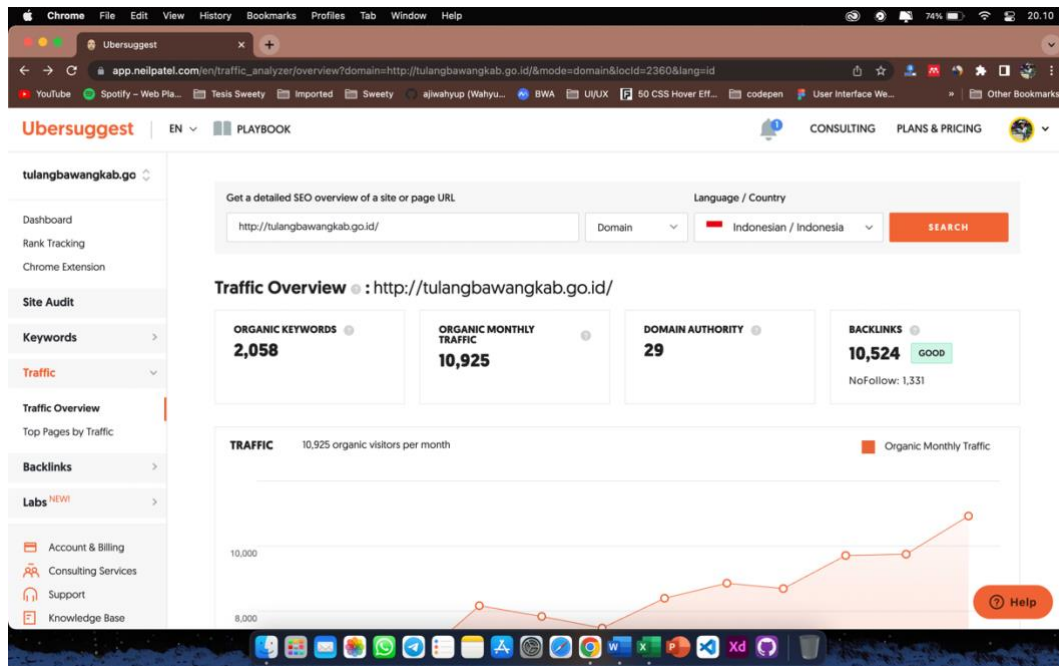 Chrome File Edit View History Bookmarks Profiles Tab Window Help 74% 20.10
Ubersuggest
app.neilpatel.com/en/traffic_analyzer/overview?domain=http://tulangbawangkab.go.id/&mode=domain&locId=2360&lang=id
YouTube Spotify – Web Pla... Tesis Sweety Imported Sweety ajiwahyup (Wahyu... BWA UI/UX 50 CSS Hover Eff... codepen User Interface We... » Other Bookmarks
Ubersuggest EN PLAYBOOK 1 CONSULTING PLANS & PRICING
tulangbawangkab.go
Dashboard
Rank Tracking
Chrome Extension
Site Audit
Keywords
Traffic
Traffic Overview
Top Pages by Traffic
Backlinks
Labs NEW!
Account & Billing
Consulting Services
Support
Knowledge Base
Get a detailed SEO overview of a site or page URL Language / Country
http://tulangbawangkab.go.id/ Domain Indonesian / Indonesia SEARCH
Traffic Overview : http://tulangbawangkab.go.id/
ORGANIC KEYWORDS
2,058
ORGANIC MONTHLY
TRAFFIC
10,925
DOMAIN AUTHORITY
29
BACKLINKS
10,524 GOOD
NoFollow: 1,331
TRAFFIC 10,925 organic visitors per month Organic Monthly Traffic
10,000
8,000
Help
W X P Xd